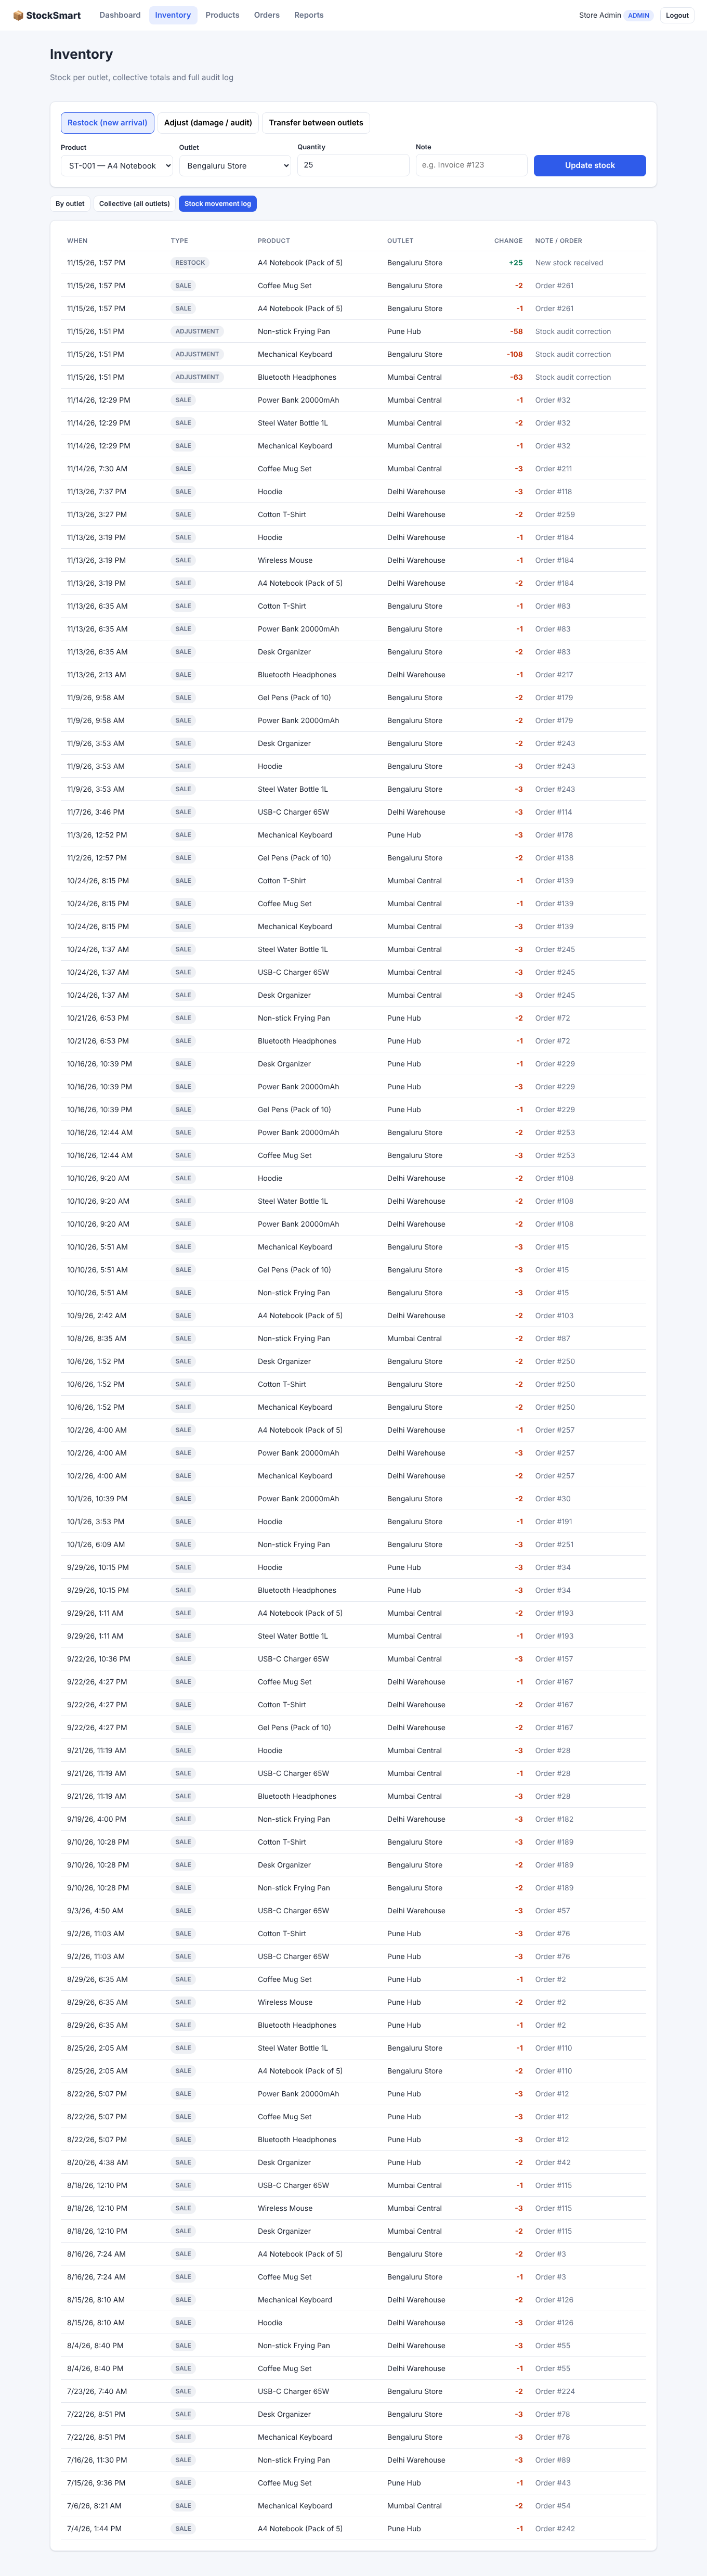 📦 StockSmart Dashboard Inventory Products Orders Reports Store Admin ADMIN Logout
Inventory
Stock per outlet, collective totals and full audit log
Restock (new arrival) Adjust (damage / audit) Transfer between outlets
Product Outlet Quantity Note
ST-001 — A4 Notebook Bengaluru Store 25 e.g. Invoice #123 Update stock
By outlet Collective (all outlets) Stock movement log
WHEN TYPE PRODUCT OUTLET CHANGE NOTE / ORDER
11/15/26, 1:57 PM RESTOCK A4 Notebook (Pack of 5) Bengaluru Store +25 New stock received
11/15/26, 1:57 PM SALE Coffee Mug Set Bengaluru Store -2 Order #261
11/15/26, 1:57 PM SALE A4 Notebook (Pack of 5) Bengaluru Store -1 Order #261
11/15/26, 1:51 PM ADJUSTMENT Non-stick Frying Pan Pune Hub -58 Stock audit correction
11/15/26, 1:51 PM ADJUSTMENT Mechanical Keyboard Bengaluru Store -108 Stock audit correction
11/15/26, 1:51 PM ADJUSTMENT Bluetooth Headphones Mumbai Central -63 Stock audit correction
11/14/26, 12:29 PM SALE Power Bank 20000mAh Mumbai Central -1 Order #32
11/14/26, 12:29 PM SALE Steel Water Bottle 1L Mumbai Central -2 Order #32
11/14/26, 12:29 PM SALE Mechanical Keyboard Mumbai Central -1 Order #32
11/14/26, 7:30 AM SALE Coffee Mug Set Mumbai Central -3 Order #211
11/13/26, 7:37 PM SALE Hoodie Delhi Warehouse -3 Order #118
11/13/26, 3:27 PM SALE Cotton T-Shirt Delhi Warehouse -2 Order #259
11/13/26, 3:19 PM SALE Hoodie Delhi Warehouse -1 Order #184
11/13/26, 3:19 PM SALE Wireless Mouse Delhi Warehouse -1 Order #184
11/13/26, 3:19 PM SALE A4 Notebook (Pack of 5) Delhi Warehouse -2 Order #184
11/13/26, 6:35 AM SALE Cotton T-Shirt Bengaluru Store -1 Order #83
11/13/26, 6:35 AM SALE Power Bank 20000mAh Bengaluru Store -1 Order #83
11/13/26, 6:35 AM SALE Desk Organizer Bengaluru Store -2 Order #83
11/13/26, 2:13 AM SALE Bluetooth Headphones Delhi Warehouse -1 Order #217
11/9/26, 9:58 AM SALE Gel Pens (Pack of 10) Bengaluru Store -2 Order #179
11/9/26, 9:58 AM SALE Power Bank 20000mAh Bengaluru Store -2 Order #179
11/9/26, 3:53 AM SALE Desk Organizer Bengaluru Store -2 Order #243
11/9/26, 3:53 AM SALE Hoodie Bengaluru Store -3 Order #243
11/9/26, 3:53 AM SALE Steel Water Bottle 1L Bengaluru Store -3 Order #243
11/7/26, 3:46 PM SALE USB-C Charger 65W Delhi Warehouse -3 Order #114
11/3/26, 12:52 PM SALE Mechanical Keyboard Pune Hub -3 Order #178
11/2/26, 12:57 PM SALE Gel Pens (Pack of 10) Bengaluru Store -2 Order #138
10/24/26, 8:15 PM SALE Cotton T-Shirt Mumbai Central -1 Order #139
10/24/26, 8:15 PM SALE Coffee Mug Set Mumbai Central -1 Order #139
10/24/26, 8:15 PM SALE Mechanical Keyboard Mumbai Central -3 Order #139
10/24/26, 1:37 AM SALE Steel Water Bottle 1L Mumbai Central -3 Order #245
10/24/26, 1:37 AM SALE USB-C Charger 65W Mumbai Central -3 Order #245
10/24/26, 1:37 AM SALE Desk Organizer Mumbai Central -3 Order #245
10/21/26, 6:53 PM SALE Non-stick Frying Pan Pune Hub -2 Order #72
10/21/26, 6:53 PM SALE Bluetooth Headphones Pune Hub -1 Order #72
10/16/26, 10:39 PM SALE Desk Organizer Pune Hub -1 Order #229
10/16/26, 10:39 PM SALE Power Bank 20000mAh Pune Hub -3 Order #229
10/16/26, 10:39 PM SALE Gel Pens (Pack of 10) Pune Hub -1 Order #229
10/16/26, 12:44 AM SALE Power Bank 20000mAh Bengaluru Store -2 Order #253
10/16/26, 12:44 AM SALE Coffee Mug Set Bengaluru Store -3 Order #253
10/10/26, 9:20 AM SALE Hoodie Delhi Warehouse -2 Order #108
10/10/26, 9:20 AM SALE Steel Water Bottle 1L Delhi Warehouse -2 Order #108
10/10/26, 9:20 AM SALE Power Bank 20000mAh Delhi Warehouse -2 Order #108
10/10/26, 5:51 AM SALE Mechanical Keyboard Bengaluru Store -3 Order #15
10/10/26, 5:51 AM SALE Gel Pens (Pack of 10) Bengaluru Store -3 Order #15
10/10/26, 5:51 AM SALE Non-stick Frying Pan Bengaluru Store -3 Order #15
10/9/26, 2:42 AM SALE A4 Notebook (Pack of 5) Delhi Warehouse -2 Order #103
10/8/26, 8:35 AM SALE Non-stick Frying Pan Mumbai Central -2 Order #87
10/6/26, 1:52 PM SALE Desk Organizer Bengaluru Store -2 Order #250
10/6/26, 1:52 PM SALE Cotton T-Shirt Bengaluru Store -2 Order #250
10/6/26, 1:52 PM SALE Mechanical Keyboard Bengaluru Store -2 Order #250
10/2/26, 4:00 AM SALE A4 Notebook (Pack of 5) Delhi Warehouse -1 Order #257
10/2/26, 4:00 AM SALE Power Bank 20000mAh Delhi Warehouse -3 Order #257
10/2/26, 4:00 AM SALE Mechanical Keyboard Delhi Warehouse -2 Order #257
10/1/26, 10:39 PM SALE Power Bank 20000mAh Bengaluru Store -2 Order #30
10/1/26, 3:53 PM SALE Hoodie Bengaluru Store -1 Order #191
10/1/26, 6:09 AM SALE Non-stick Frying Pan Bengaluru Store -3 Order #251
9/29/26, 10:15 PM SALE Hoodie Pune Hub -3 Order #34
9/29/26, 10:15 PM SALE Bluetooth Headphones Pune Hub -3 Order #34
9/29/26, 1:11 AM SALE A4 Notebook (Pack of 5) Mumbai Central -2 Order #193
9/29/26, 1:11 AM SALE Steel Water Bottle 1L Mumbai Central -1 Order #193
9/22/26, 10:36 PM SALE USB-C Charger 65W Mumbai Central -3 Order #157
9/22/26, 4:27 PM SALE Coffee Mug Set Delhi Warehouse -1 Order #167
9/22/26, 4:27 PM SALE Cotton T-Shirt Delhi Warehouse -2 Order #167
9/22/26, 4:27 PM SALE Gel Pens (Pack of 10) Delhi Warehouse -2 Order #167
9/21/26, 11:19 AM SALE Hoodie Mumbai Central -3 Order #28
9/21/26, 11:19 AM SALE USB-C Charger 65W Mumbai Central -1 Order #28
9/21/26, 11:19 AM SALE Bluetooth Headphones Mumbai Central -3 Order #28
9/19/26, 4:00 PM SALE Non-stick Frying Pan Delhi Warehouse -3 Order #182
9/10/26, 10:28 PM SALE Cotton T-Shirt Bengaluru Store -3 Order #189
9/10/26, 10:28 PM SALE Desk Organizer Bengaluru Store -2 Order #189
9/10/26, 10:28 PM SALE Non-stick Frying Pan Bengaluru Store -2 Order #189
9/3/26, 4:50 AM SALE USB-C Charger 65W Delhi Warehouse -3 Order #57
9/2/26, 11:03 AM SALE Cotton T-Shirt Pune Hub -3 Order #76
9/2/26, 11:03 AM SALE USB-C Charger 65W Pune Hub -3 Order #76
8/29/26, 6:35 AM SALE Coffee Mug Set Pune Hub -1 Order #2
8/29/26, 6:35 AM SALE Wireless Mouse Pune Hub -2 Order #2
8/29/26, 6:35 AM SALE Bluetooth Headphones Pune Hub -1 Order #2
8/25/26, 2:05 AM SALE Steel Water Bottle 1L Bengaluru Store -1 Order #110
8/25/26, 2:05 AM SALE A4 Notebook (Pack of 5) Bengaluru Store -2 Order #110
8/22/26, 5:07 PM SALE Power Bank 20000mAh Pune Hub -3 Order #12
8/22/26, 5:07 PM SALE Coffee Mug Set Pune Hub -3 Order #12
8/22/26, 5:07 PM SALE Bluetooth Headphones Pune Hub -3 Order #12
8/20/26, 4:38 AM SALE Desk Organizer Pune Hub -2 Order #42
8/18/26, 12:10 PM SALE USB-C Charger 65W Mumbai Central -1 Order #115
8/18/26, 12:10 PM SALE Wireless Mouse Mumbai Central -3 Order #115
8/18/26, 12:10 PM SALE Desk Organizer Mumbai Central -2 Order #115
8/16/26, 7:24 AM SALE A4 Notebook (Pack of 5) Bengaluru Store -2 Order #3
8/16/26, 7:24 AM SALE Coffee Mug Set Bengaluru Store -1 Order #3
8/15/26, 8:10 AM SALE Mechanical Keyboard Delhi Warehouse -2 Order #126
8/15/26, 8:10 AM SALE Hoodie Delhi Warehouse -3 Order #126
8/4/26, 8:40 PM SALE Non-stick Frying Pan Delhi Warehouse -3 Order #55
8/4/26, 8:40 PM SALE Coffee Mug Set Delhi Warehouse -1 Order #55
7/23/26, 7:40 AM SALE USB-C Charger 65W Bengaluru Store -2 Order #224
7/22/26, 8:51 PM SALE Desk Organizer Bengaluru Store -3 Order #78
7/22/26, 8:51 PM SALE Mechanical Keyboard Bengaluru Store -3 Order #78
7/16/26, 11:30 PM SALE Non-stick Frying Pan Delhi Warehouse -3 Order #89
7/15/26, 9:36 PM SALE Coffee Mug Set Pune Hub -1 Order #43
7/6/26, 8:21 AM SALE Mechanical Keyboard Mumbai Central -2 Order #54
7/4/26, 1:44 PM SALE A4 Notebook (Pack of 5) Pune Hub -1 Order #242